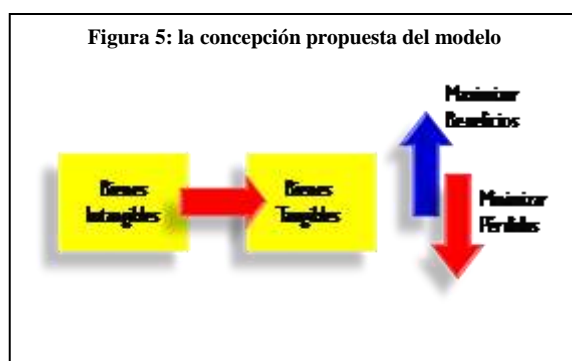 Figura 5: la concepción propuesta del modelo
Maximizar
Beneficios
Bienes
Intangibles
Bienes
Tangibles
Minimizar
Pérdidas